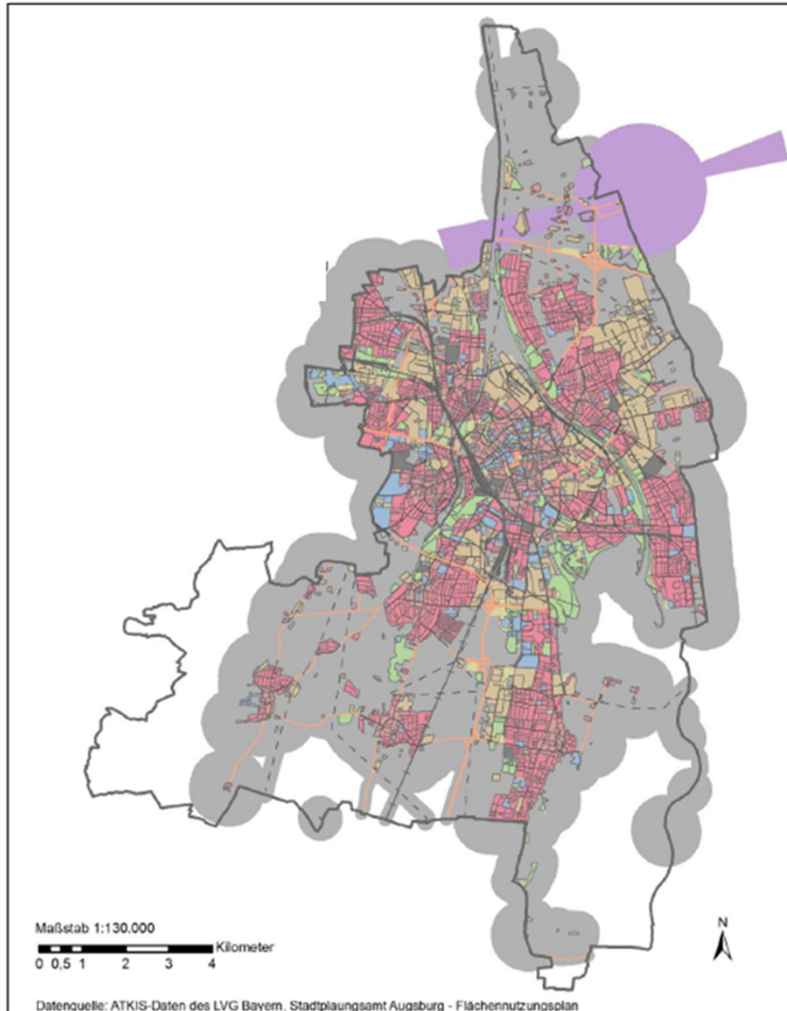 N
Maßstab 1:130.000
Kilometer
0 0,5 1 2 3 4
Datenquelle: ATKIS-Daten des LVG Bayern, Stadtplaungsamt Augsburg - Flächennutzungsplan